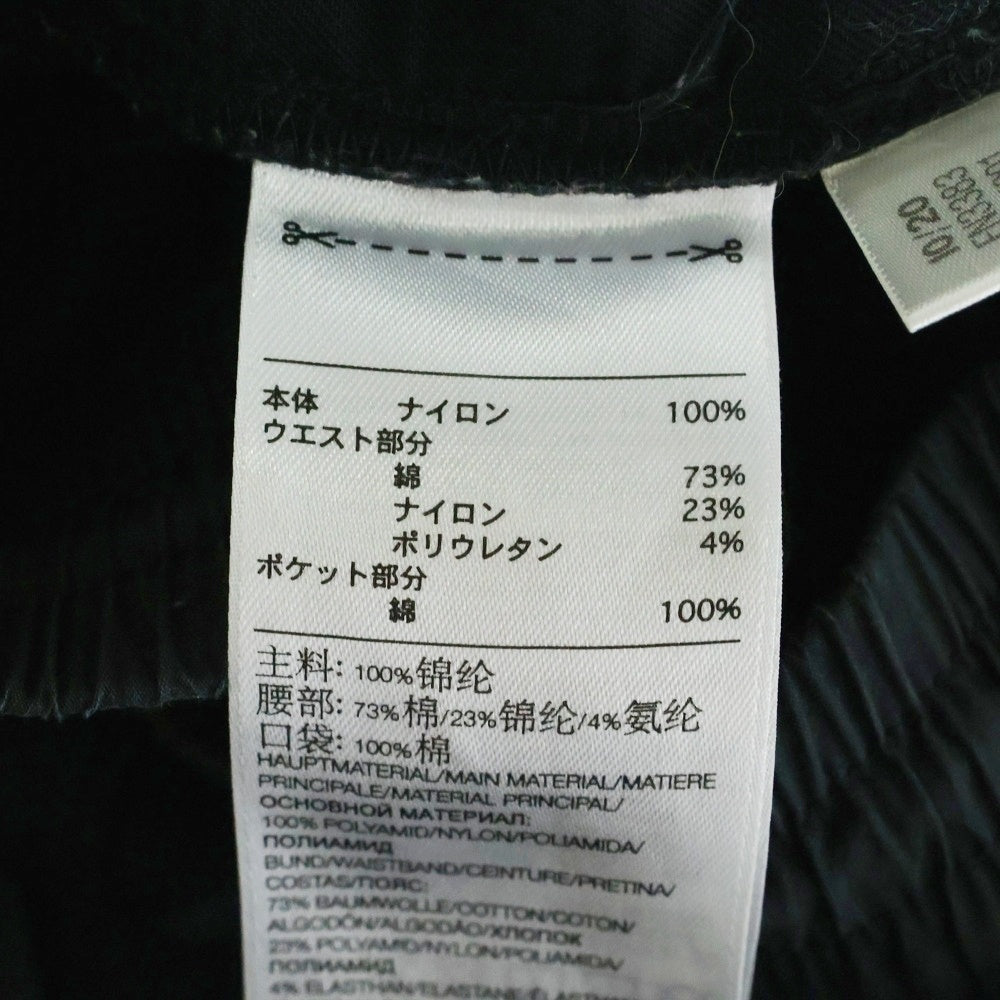 本体 ナイロン 100%
ウエスト部分
綿 73%
ナイロン 23%
ポリウレタン 4%
ポケット部分
綿 100%
主料: 100%锦纶
腰部: 73%棉/23%锦纶/4%氨纶
口袋: 100%棉
HAUPTMATERIAL/MAIN MATERIAL/MATIERE
PRINCIPALE/MATERIAL PRINCIPAL/
ОСНОВНОЙ МАТЕРИАЛ:
100% POLYAMID/NYLON/POLIAMIDA/
ПОЛИАМИД
BUND/WAISTBAND/CEINTURE/PRETINA/
COSTAS/ПОЯС:
73% BAUMWOLLE/COTTON/COTON/
ALGODÓN/ALGODÃO/ХЛОПОК
23% POLYAMID/NYLON/POLIAMIDA/
ПОЛИАМИД
4% ELASTHAN/ELASTANE/
10/20
FN3383